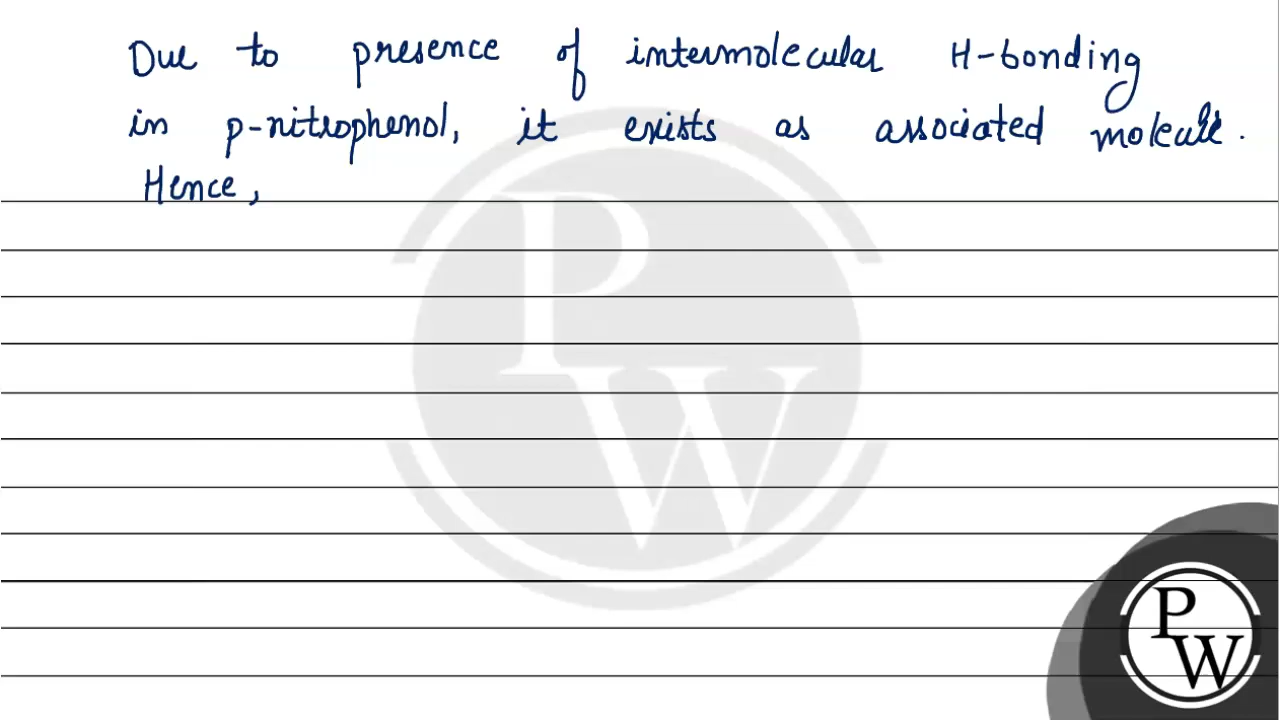 Due to presence of intermolecular H-bonding
in p-nitrophenol, it exists as associated molecule.
Hence,
P
W
P
W